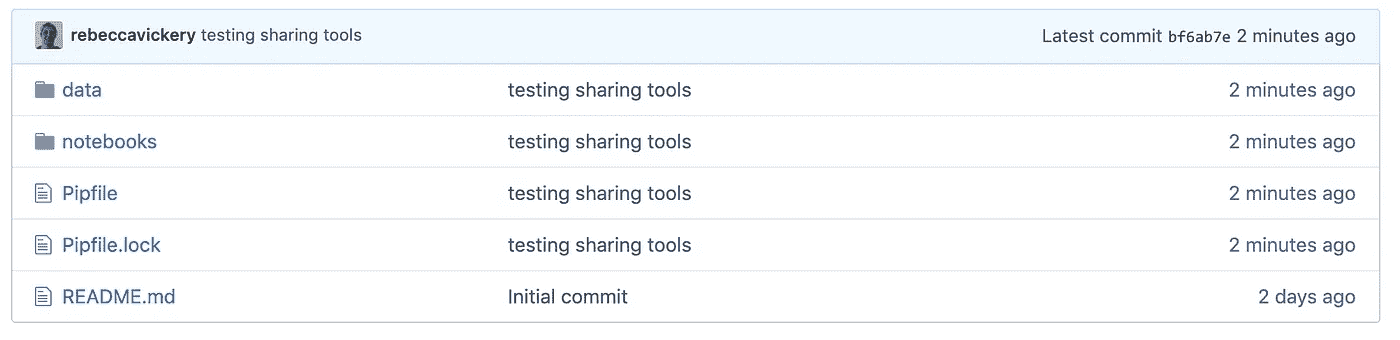 rebeccavickery testing sharing tools Latest commit bf6ab7e 2 minutes ago
data testing sharing tools 2 minutes ago
notebooks testing sharing tools 2 minutes ago
Pipfile testing sharing tools 2 minutes ago
Pipfile.lock testing sharing tools 2 minutes ago
README.md Initial commit 2 days ago